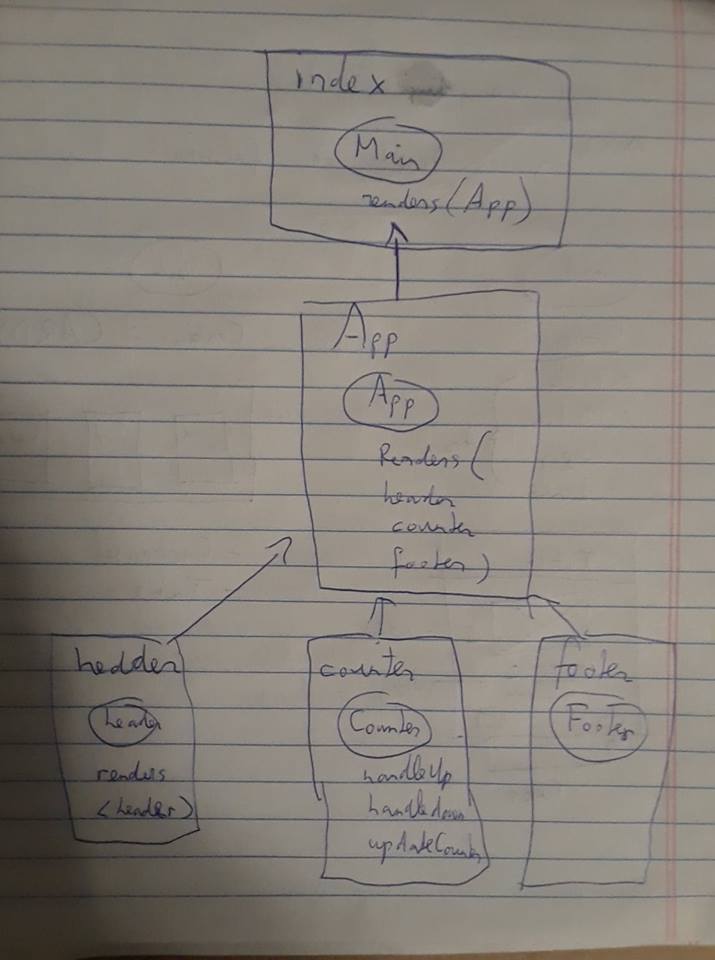 index
Main
renders (App)
App
App
Renders (
header
counter
footer )
hedder
header
renders
<header>
counter
Counter
handleUp
handledown
updateCounter
footer
Footer